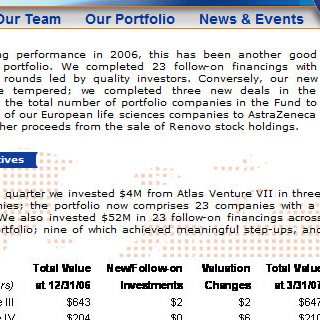 Our Team Our Portfolio News & Events
performance in 2006, this has been another good
portfolio. We completed 23 follow-on financings with
rounds led by quality investors. Conversely, our new
tempered; we completed three new deals in the
the total number of portfolio companies in the Fund to
of our European life sciences companies to AstraZeneca
her proceeds from the sale of Renovo stock holdings.
tives
quarter we invested $4M from Atlas Venture VII in three
nies; the portfolio now comprises 23 companies with a
We also invested $52M in 23 follow-on financings across
rtfolio; nine of which achieved meaningful step-ups, and
Total Value New/Follow-on Valuation Total Value
at 12/31/06 Investments Changes at 3/31/07
III $643 $2 $2 $647
IV $204 $0 $6 $210